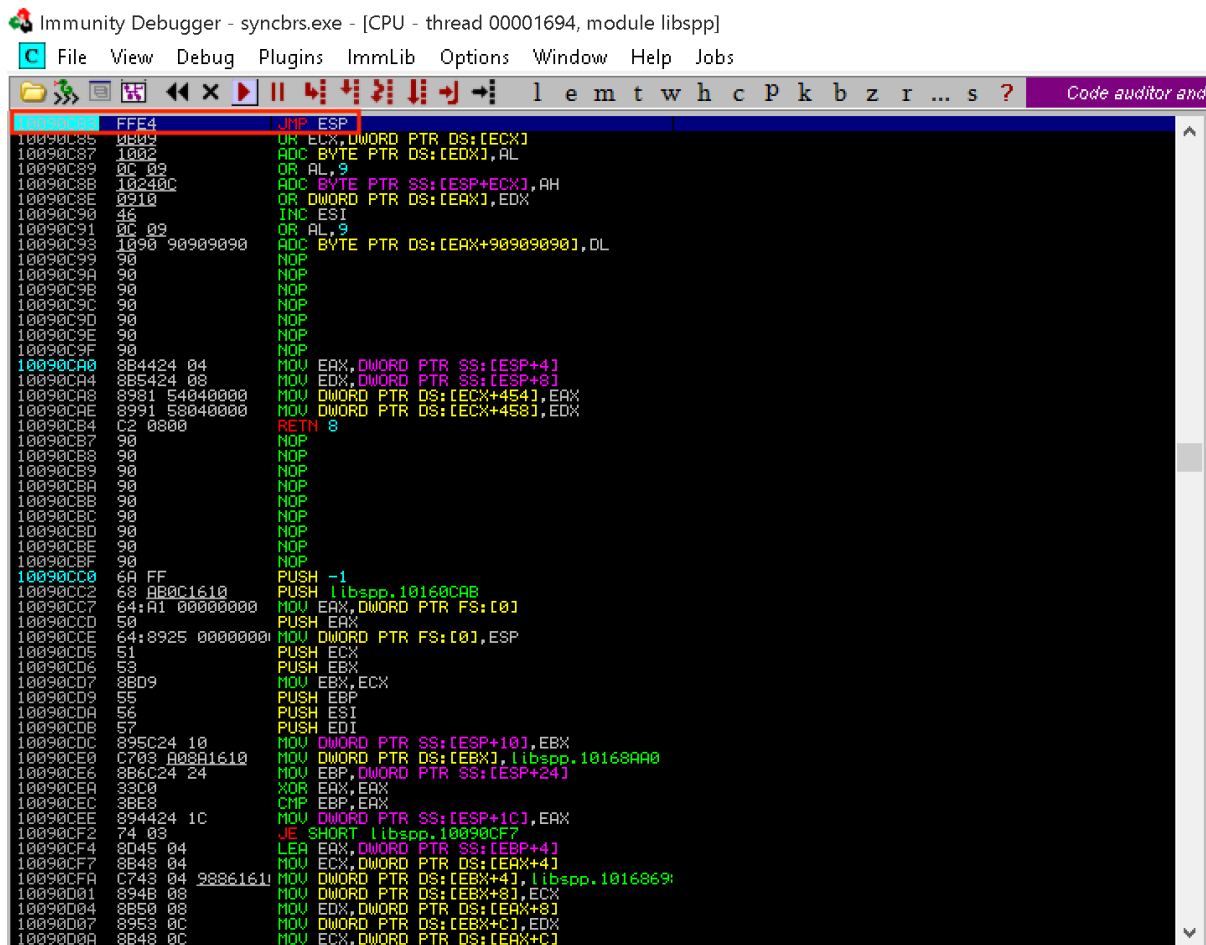 Immunity Debugger - syncbrs.exe - [CPU - thread 00001694, module libspp]
C File View Debug Plugins ImmLib Options Window Help Jobs
l e m t w h c P k b z r ... s ? Code auditor and
10090C83 FFE4 JMP ESP
10090C85 0B09 OR ECX,DWORD PTR DS:[ECX]
10090C87 1002 ADC BYTE PTR DS:[EDX],AL
10090C89 0C 09 OR AL,9
10090C8B 10240C ADC BYTE PTR SS:[ESP+ECX],AH
10090C8E 0910 OR DWORD PTR DS:[EAX],EDX
10090C90 46 INC ESI
10090C91 0C 09 OR AL,9
10090C93 1090 90909090 ADC BYTE PTR DS:[EAX+90909090],DL
10090C99 90 NOP
10090C9A 90 NOP
10090C9B 90 NOP
10090C9C 90 NOP
10090C9D 90 NOP
10090C9E 90 NOP
10090C9F 90 NOP
10090CA0 8B4424 04 MOV EAX,DWORD PTR SS:[ESP+4]
10090CA4 8B5424 08 MOV EDX,DWORD PTR SS:[ESP+8]
10090CA8 8981 54040000 MOV DWORD PTR DS:[ECX+454],EAX
10090CAE 8991 58040000 MOV DWORD PTR DS:[ECX+458],EDX
10090CB4 C2 0800 RETN 8
10090CB7 90 NOP
10090CB8 90 NOP
10090CB9 90 NOP
10090CBA 90 NOP
10090CBB 90 NOP
10090CBC 90 NOP
10090CBD 90 NOP
10090CBE 90 NOP
10090CBF 90 NOP
10090CC0 6A FF PUSH -1
10090CC2 68 AB0C1610 PUSH libspp.10160CAB
10090CC7 64:A1 00000000 MOV EAX,DWORD PTR FS:[0]
10090CCD 50 PUSH EAX
10090CCE 64:8925 0000000 MOV DWORD PTR FS:[0],ESP
10090CD5 51 PUSH ECX
10090CD6 53 PUSH EBX
10090CD7 8BD9 MOV EBX,ECX
10090CD9 55 PUSH EBP
10090CDA 56 PUSH ESI
10090CDB 57 PUSH EDI
10090CDC 895C24 10 MOV DWORD PTR SS:[ESP+10],EBX
10090CE0 C703 A08A1610 MOV DWORD PTR DS:[EBX],libspp.10168AA0
10090CE6 8B6C24 24 MOV EBP,DWORD PTR SS:[ESP+24]
10090CEA 33C0 XOR EAX,EAX
10090CEC 3BE8 CMP EBP,EAX
10090CEE 894424 1C MOV DWORD PTR SS:[ESP+1C],EAX
10090CF2 74 03 JE SHORT libspp.10090CF7
10090CF4 8D45 04 LEA EAX,DWORD PTR SS:[EBP+4]
10090CF7 8B48 04 MOV ECX,DWORD PTR DS:[EAX+4]
10090CFA C743 04 9886161 MOV DWORD PTR DS:[EBX+4],libspp.1016869
10090D01 894B 08 MOV DWORD PTR DS:[EBX+8],ECX
10090D04 8B50 08 MOV EDX,DWORD PTR DS:[EAX+8]
10090D07 8953 0C MOV DWORD PTR DS:[EBX+C],EDX
10090D0A 8B48 0C MOV ECX,DWORD PTR DS:[EAX+C]